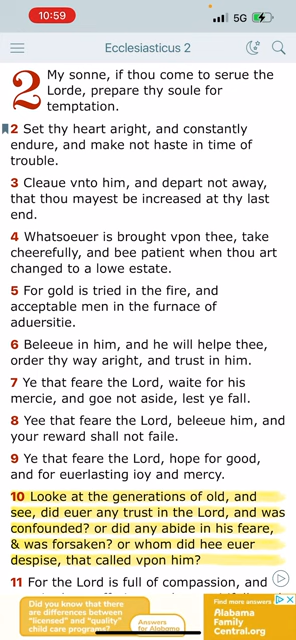 10:59
5G
Ecclesiasticus 2
2 My sonne, if thou come to serue the
Lorde, prepare thy soule for
temptation.
2 Set thy heart aright, and constantly
endure, and make not haste in time of
trouble.
3 Cleaue vnto him, and depart not away,
that thou mayest be increased at thy last
end.
4 Whatsoeuer is brought vpon thee, take
cheerefully, and bee patient when thou art
changed to a lowe estate.
5 For gold is tried in the fire, and
acceptable men in the furnace of
aduersitie.
6 Beleeue in him, and he will helpe thee,
order thy way aright, and trust in him.
7 Ye that feare the Lord, waite for his
mercie, and goe not aside, lest ye fall.
8 Yee that feare the Lord, beleeue him, and
your reward shall not faile.
9 Ye that feare the Lord, hope for good,
and for euerlasting ioy and mercy.
10 Looke at the generations of old, and
see, did euer any trust in the Lord, and was
confounded? or did any abide in his feare,
& was forsaken? or whom did hee euer
despise, that called vpon him?
11 For the Lord is full of compassion, and
Did you know that
there are differences between
"licensed" and "quality"
child care programs?
Answers
for Alabama
Find more answers
Alabama
Family
Central.org